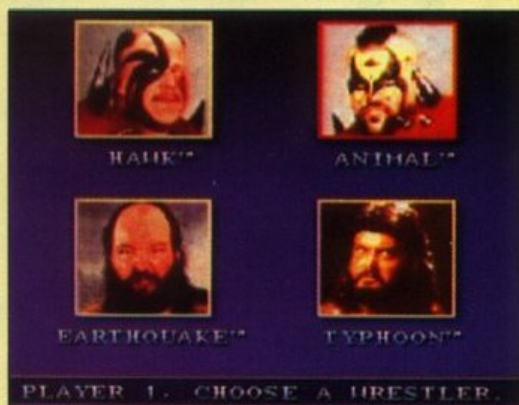 HAWK™ ANIMAL™
EARTHQUAKE™ TYPHOON™
PLAYER 1. CHOOSE A WRESTLER.